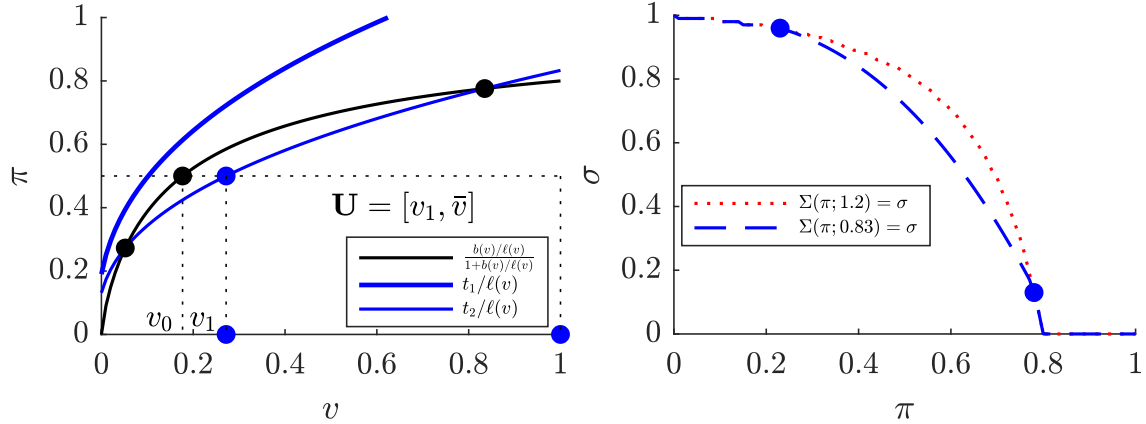 1
0.8
0.6
0.4
0.2
0
π
U = [v₁, v̄]
b(v)/ℓ(v)
1+b(v)/ℓ(v)
t₁/ℓ(v)
t₂/ℓ(v)
v₀ v₁
0 0.2 0.4 0.6 0.8 1
v
1
0.8
0.6
0.4
0.2
0
σ
Σ(π; 1.2) = σ
Σ(π; 0.83) = σ
0 0.2 0.4 0.6 0.8 1
π